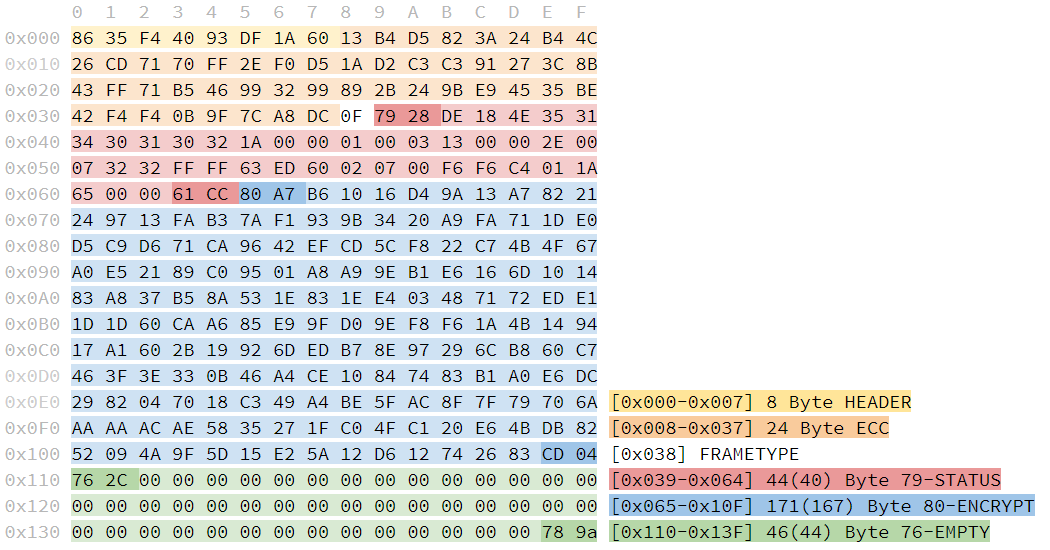 0 1 2 3 4 5 6 7 8 9 A B C D E F
0x000 86 35 F4 40 93 DF 1A 60 13 B4 D5 82 3A 24 B4 4C
0x010 26 CD 71 70 FF 2E F0 D5 1A D2 C3 C3 91 27 3C 8B
0x020 43 FF 71 B5 46 99 32 99 89 2B 24 9B E9 45 35 BE
0x030 42 F4 F4 0B 9F 7C A8 DC 0F 79 28 DE 18 4E 35 31
0x040 34 30 31 30 32 1A 00 00 01 00 03 13 00 00 2E 00
0x050 07 32 32 FF FF 63 ED 60 02 07 00 F6 F6 C4 01 1A
0x060 65 00 00 61 CC 80 A7 B6 10 16 D4 9A 13 A7 82 21
0x070 24 97 13 FA B3 7A F1 93 9B 34 20 A9 FA 71 1D E0
0x080 D5 C9 D6 71 CA 96 42 EF CD 5C F8 22 C7 4B 4F 67
0x090 A0 E5 21 89 C0 95 01 A8 A9 9E B1 E6 16 6D 10 14
0x0A0 83 A8 37 B5 8A 53 1E 83 1E E4 03 48 71 72 ED E1
0x0B0 1D 1D 60 CA A6 85 E9 9F D0 9E F8 F6 1A 4B 14 94
0x0C0 17 A1 60 2B 19 92 6D ED B7 8E 97 29 6C B8 60 C7
0x0D0 46 3F 3E 33 0B 46 A4 CE 10 84 74 83 B1 A0 E6 DC
0x0E0 29 82 04 70 18 C3 49 A4 BE 5F AC 8F 7F 79 70 6A [0x000-0x007] 8 Byte HEADER
0x0F0 AA AA AC AE 58 35 27 1F C0 4F C1 20 E6 4B DB 82 [0x008-0x037] 24 Byte ECC
0x100 52 09 4A 9F 5D 15 E2 5A 12 D6 12 74 26 83 CD 04 [0x038] FRAMETYPE
0x110 76 2C 00 00 00 00 00 00 00 00 00 00 00 00 00 00 [0x039-0x064] 44(40) Byte 79-STATUS
0x120 00 00 00 00 00 00 00 00 00 00 00 00 00 00 00 00 [0x065-0x10F] 171(167) Byte 80-ENCRYPT
0x130 00 00 00 00 00 00 00 00 00 00 00 00 00 00 78 9a [0x110-0x13F] 46(44) Byte 76-EMPTY